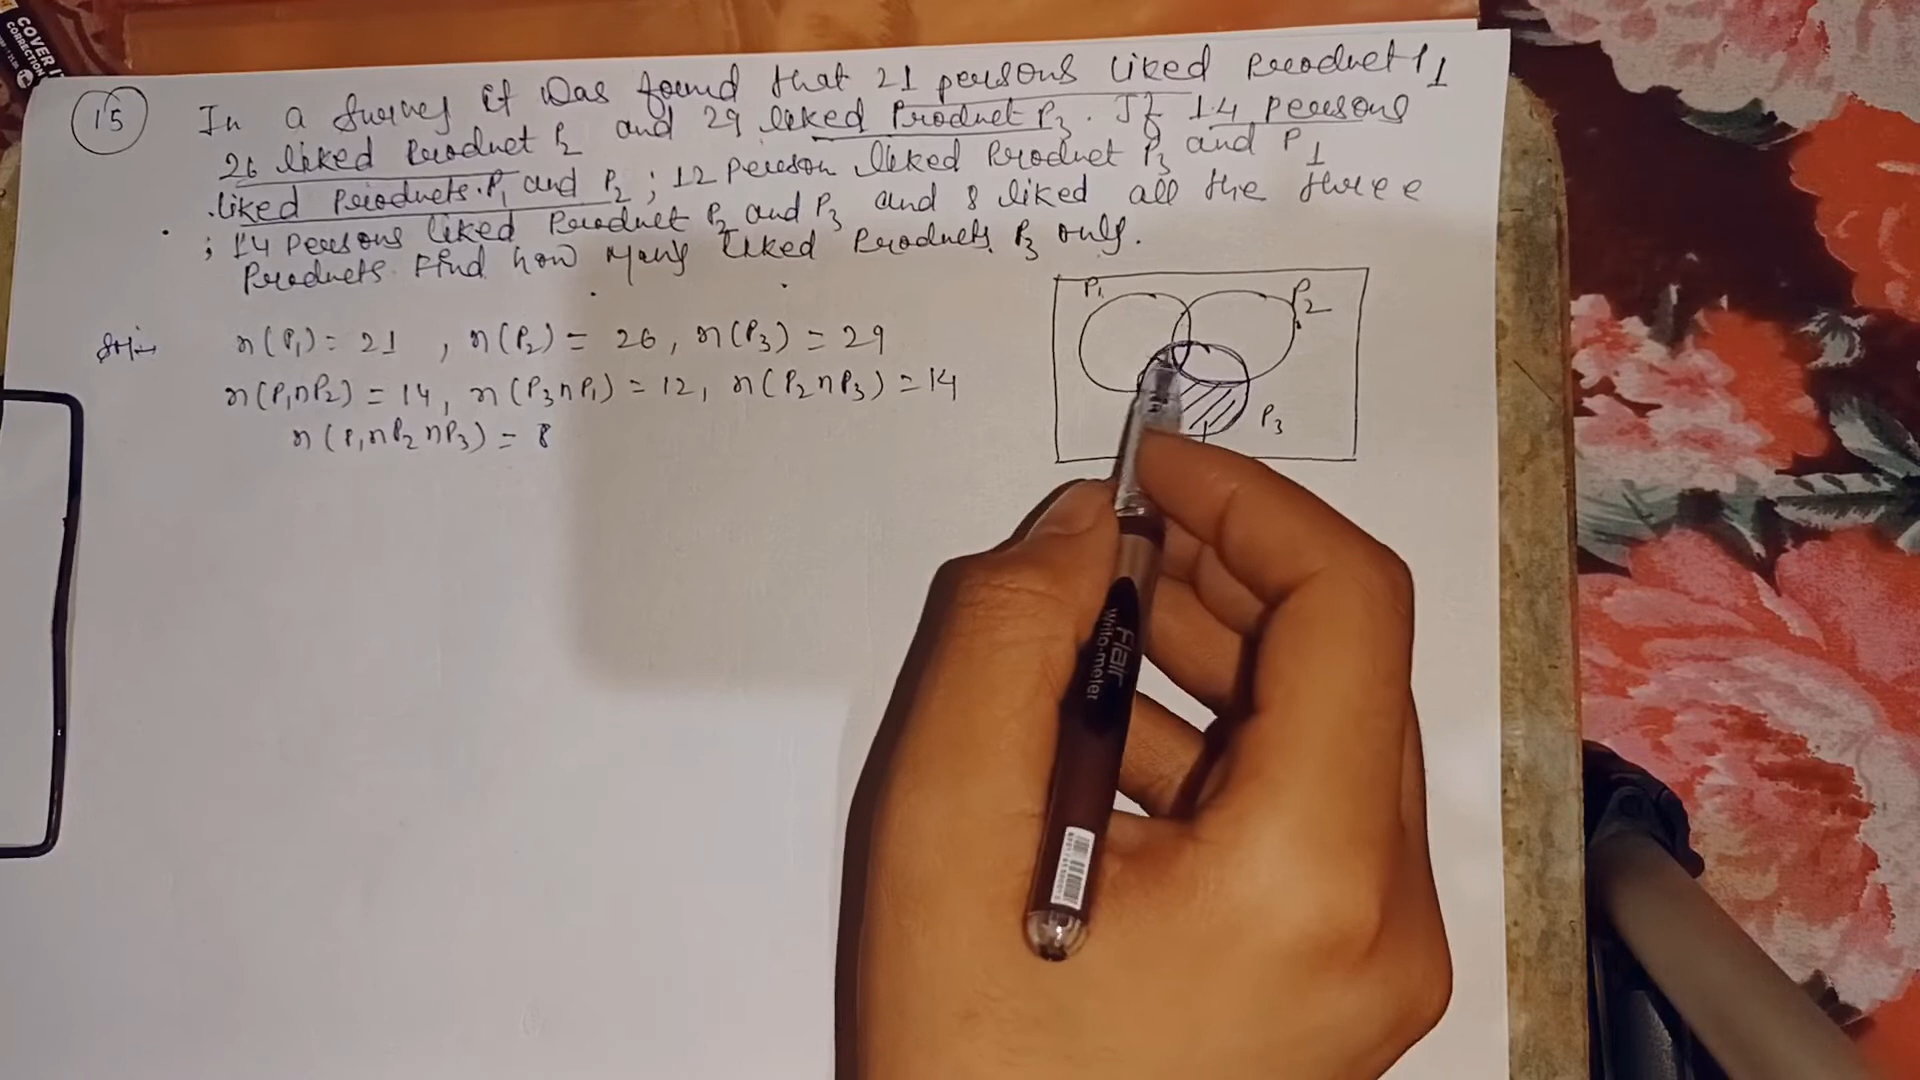 COVER IT
CORRECTION
15
In a survey it was found that 21 persons liked product P1
26 liked Product P2 and 29 liked Product P3. If 14 persons
liked products P1 and P2; 12 person liked Product P3 and P1
; 14 persons liked Product P2 and P3 and 8 liked all the three
Products. Find how many liked Products P3 only.
Soln:- n(P1) = 21 , n(P2) = 26, n(P3) = 29
n(P1∩P2) = 14, n(P3∩P1) = 12, n(P2∩P3) = 14
n(P1∩P2∩P3) = 8
P1
P2
P3
Flair
Write-meter